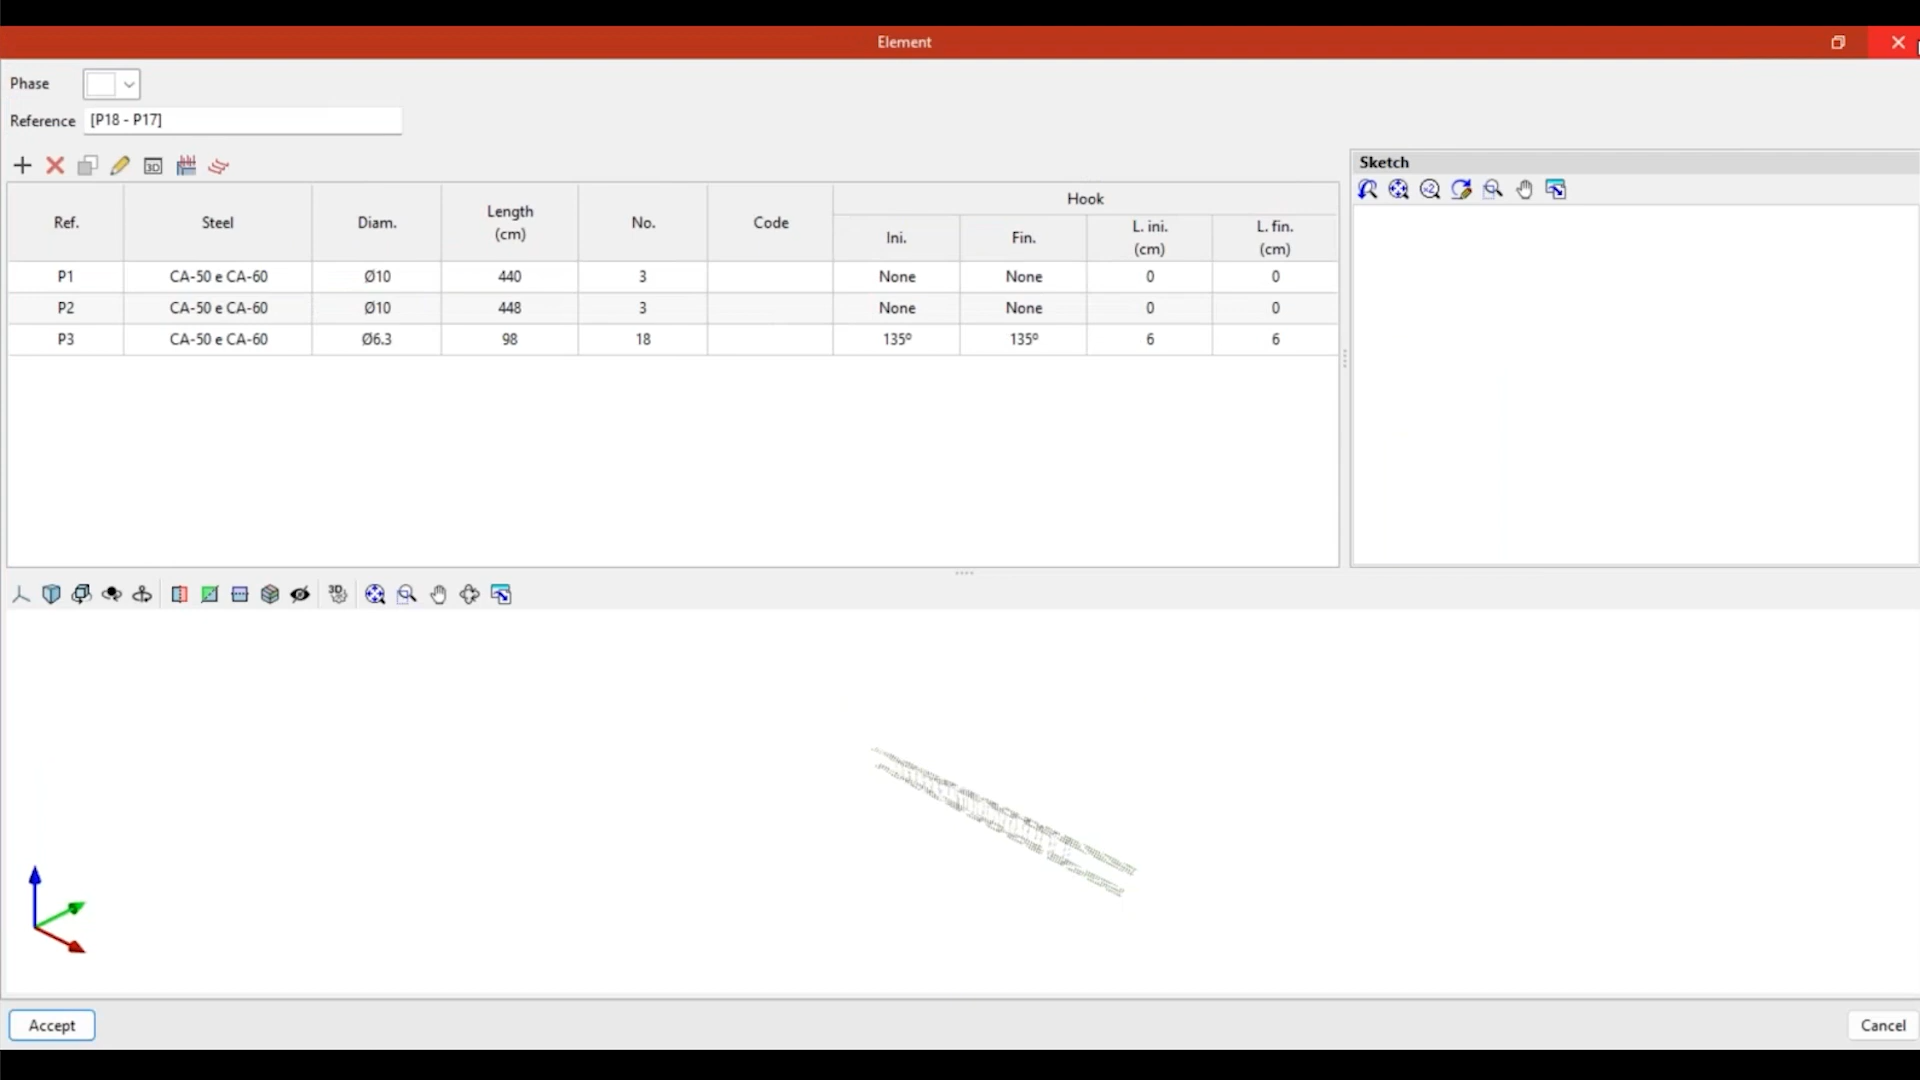 Element
Phase
Reference [P18 - P17]
3D
Sketch
x2
Ref. Steel Diam. Length (cm) No. Code Hook
Ini. Fin. L. ini. (cm) L. fin. (cm)
P1 CA-50 e CA-60 Ø10 440 3 None None 0 0
P2 CA-50 e CA-60 Ø10 448 3 None None 0 0
P3 CA-50 e CA-60 Ø6.3 98 18 135º 135º 6 6
3D
Accept Cancel